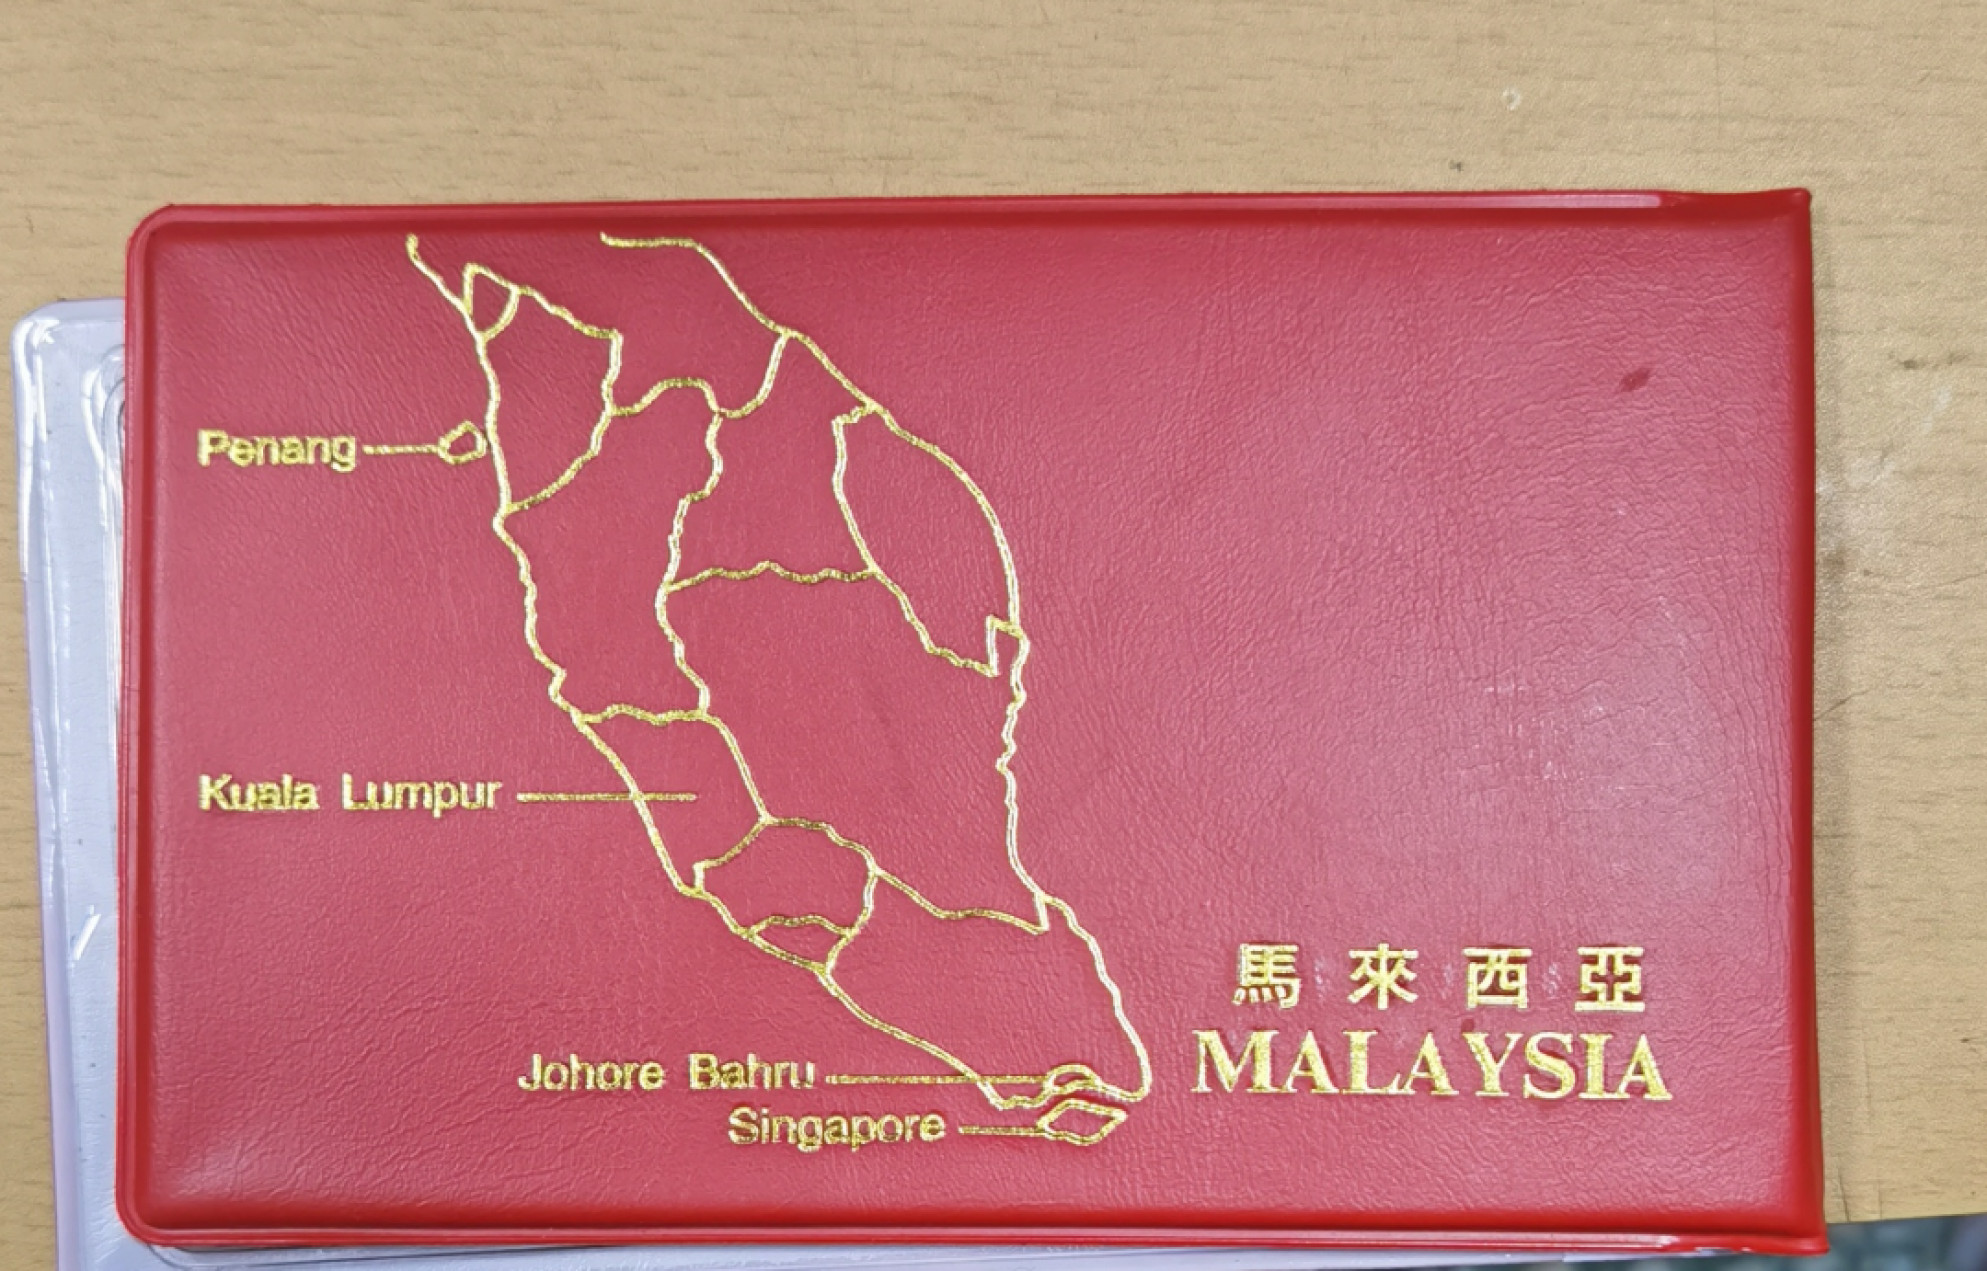 Penang
Kuala Lumpur
馬來西亞
MALAYSIA
Johore Bahru
Singapore